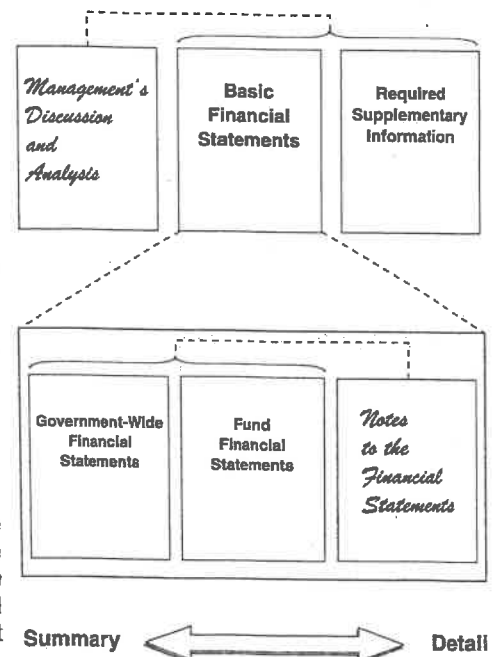 Management's
Discussion
and
Analysis
Basic
Financial
Statements
Required
Supplementary
Information
Government-Wide
Financial
Statements
Fund
Financial
Statements
Notes
to the
Financial
Statements
Summary
Detail